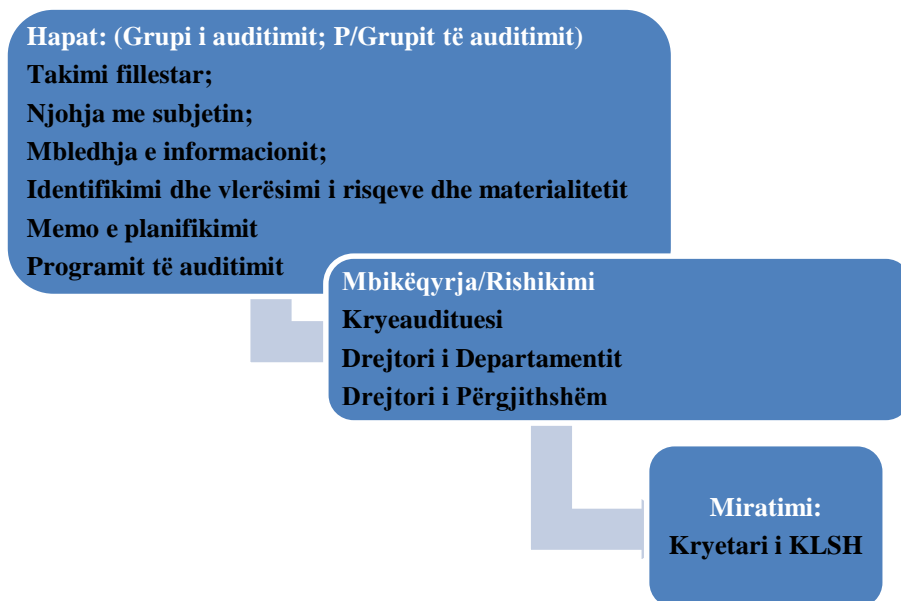 Hapat: (Grupi i auditimit; P/Grupit të auditimit)
Takimi fillestar;
Njohja me subjetin;
Mbledhja e informacionit;
Identifikimi dhe vlerësimi i risqeve dhe materialitetit
Memo e planifikimit
Programit të auditimit
Mbikëqyrja/Rishikimi
Kryeaudituesi
Drejtori i Departamentit
Drejtori i Përgjithshëm
Miratimi:
Kryetari i KLSH